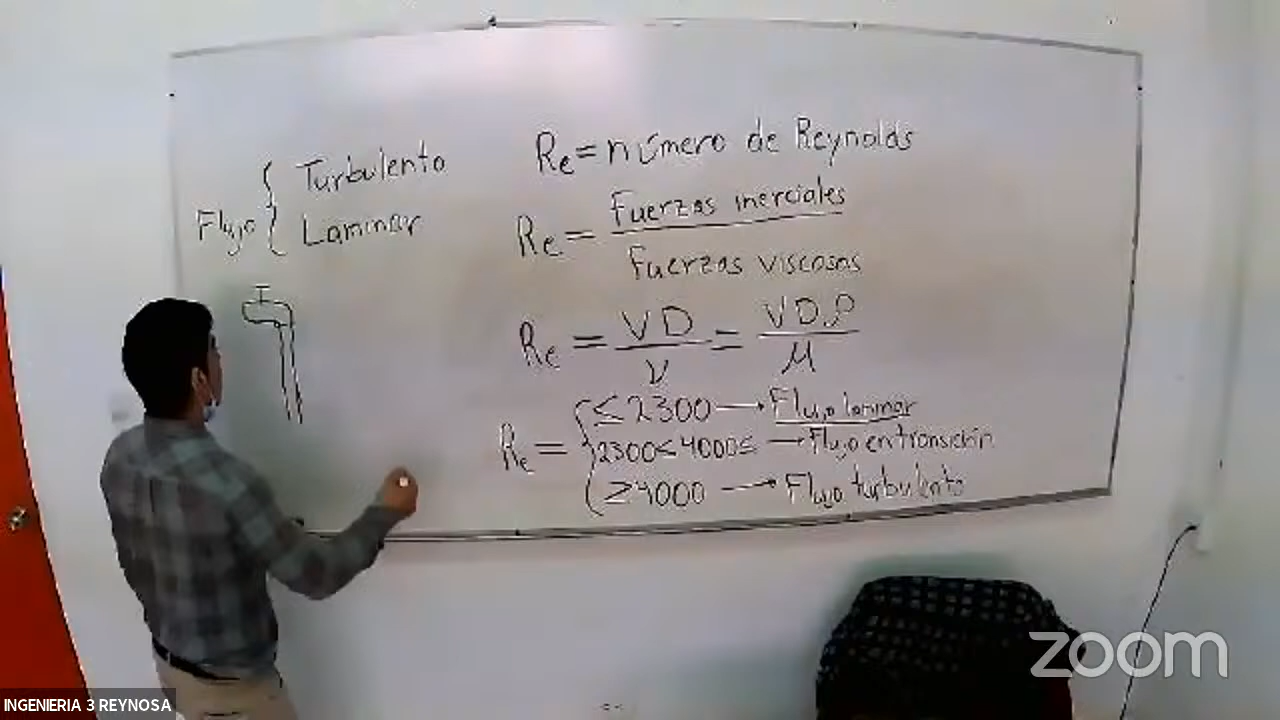 Flujo { Turbulento
Laminar
Re = número de Reynolds
Re = Fuerzas inerciales
Fuerzas viscosas
Re = VD / ν = VDρ / μ
Re = { ≤2300 → Flujo laminar
2300<4000≤ → Flujo en transición
≥4000 → Flujo turbulento
zoom
INGENIERIA 3 REYNOSA